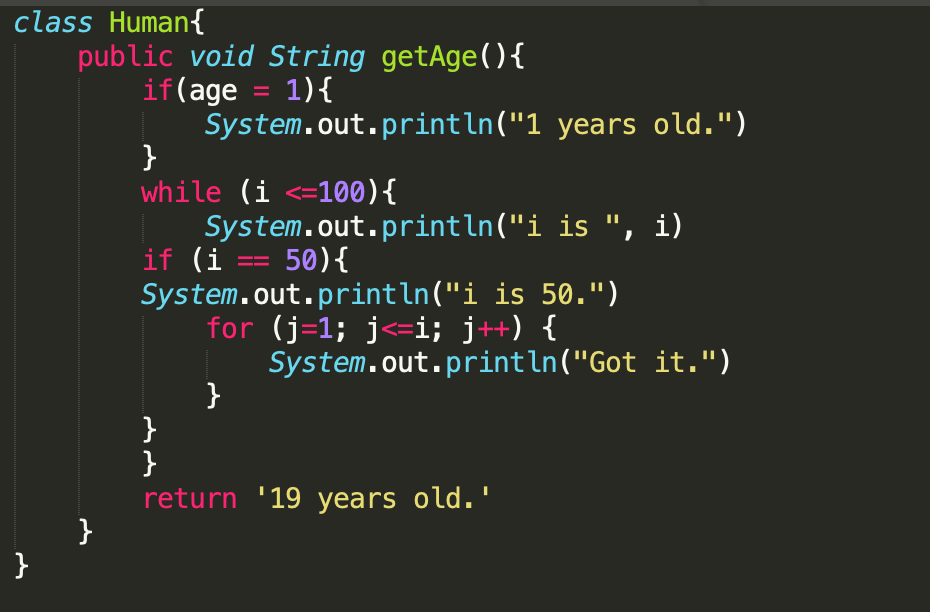 class Human{
    public void String getAge(){
        if(age = 1){
            System.out.println("1 years old.")
        }
        while (i <=100){
            System.out.println("i is ", i)
        if (i == 50){
        System.out.println("i is 50.")
            for (j=1; j<=i; j++) {
                System.out.println("Got it.")
            }
        }
        }
        return '19 years old.'
    }
}